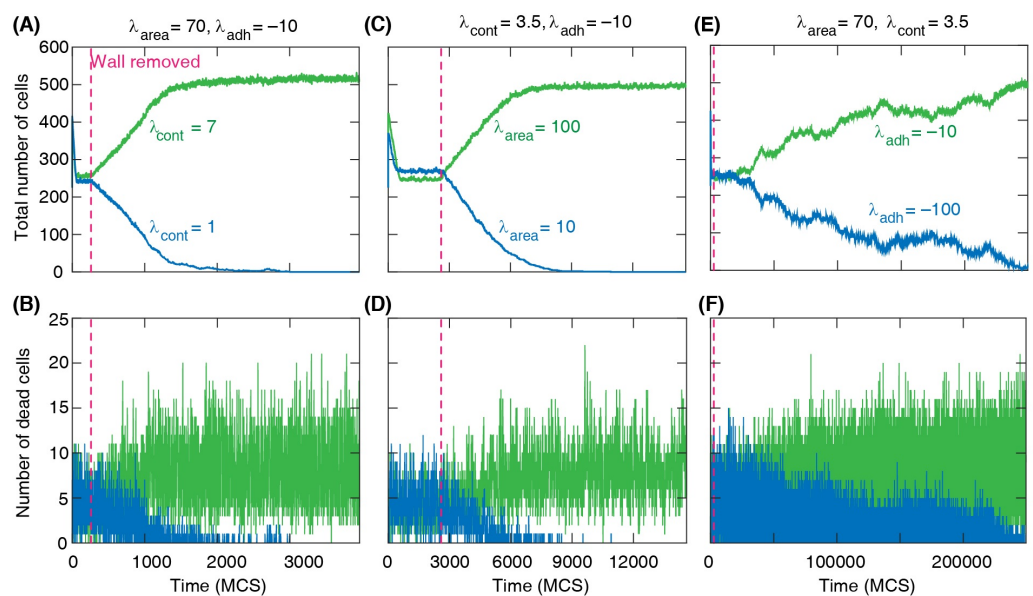 (A) λarea = 70, λadh = −10
(C) λcont = 3.5, λadh = −10
(E) λarea = 70, λcont = 3.5
Total number of cells
600
500
400
300
200
100
0
Wall removed
λcont = 7
λcont = 1
λarea = 100
λarea = 10
λadh = −10
λadh = −100
(B)
(D)
(F)
Number of dead cells
25
20
15
10
5
0
0 1000 2000 3000
0 3000 6000 9000 12000
0 100000 200000
Time (MCS)
Time (MCS)
Time (MCS)